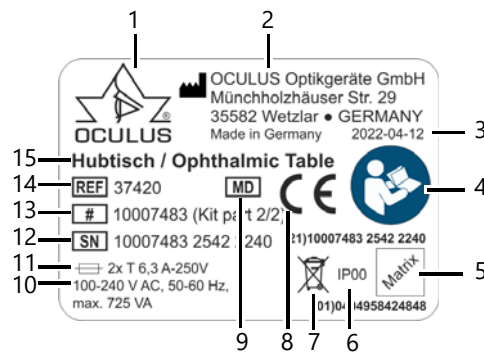 1
2
OCULUS
OCULUS Optikgeräte GmbH
Münchholzhäuser Str. 29
35582 Wetzlar ● GERMANY
Made in Germany 2022-04-12
3
15
Hubtisch / Ophthalmic Table
14
REF 37420 MD CE
4
13
# 10007483 (Kit part 2/2)
12
SN 10007483 2542 2240
21)10007483 2542 2240
11
2x T 6,3 A-250V
10
100-240 V AC, 50-60 Hz,
max. 725 VA
IP00
Matrix
5
9
8
7
6